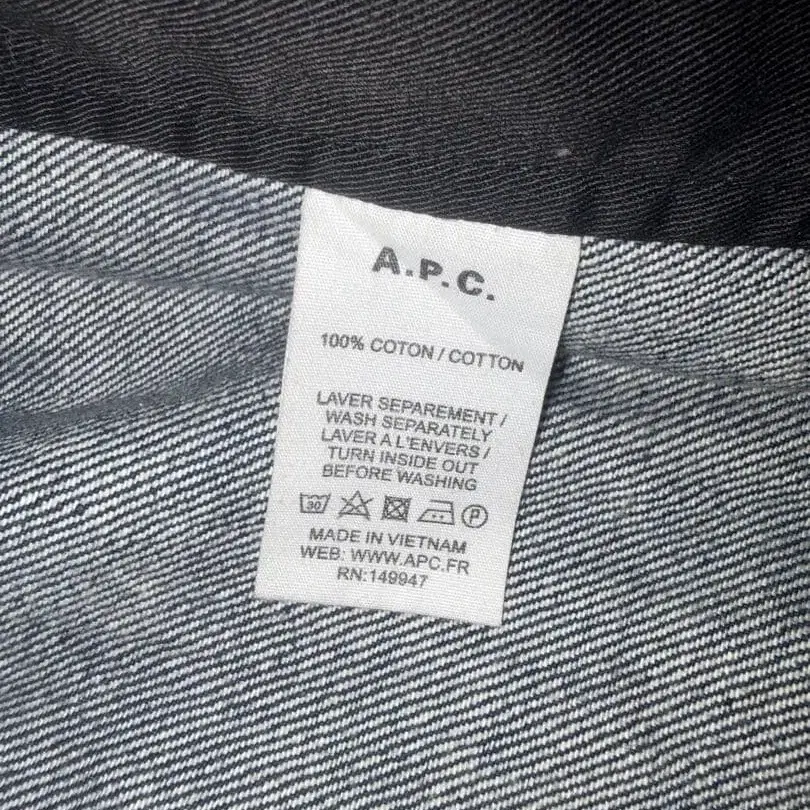 A.P.C.
100% COTON / COTTON
LAVER SEPAREMENT /
WASH SEPARATELY
LAVER A L'ENVERS /
TURN INSIDE OUT
BEFORE WASHING
30 P
MADE IN VIETNAM
WEB: WWW.APC.FR
RN:149947